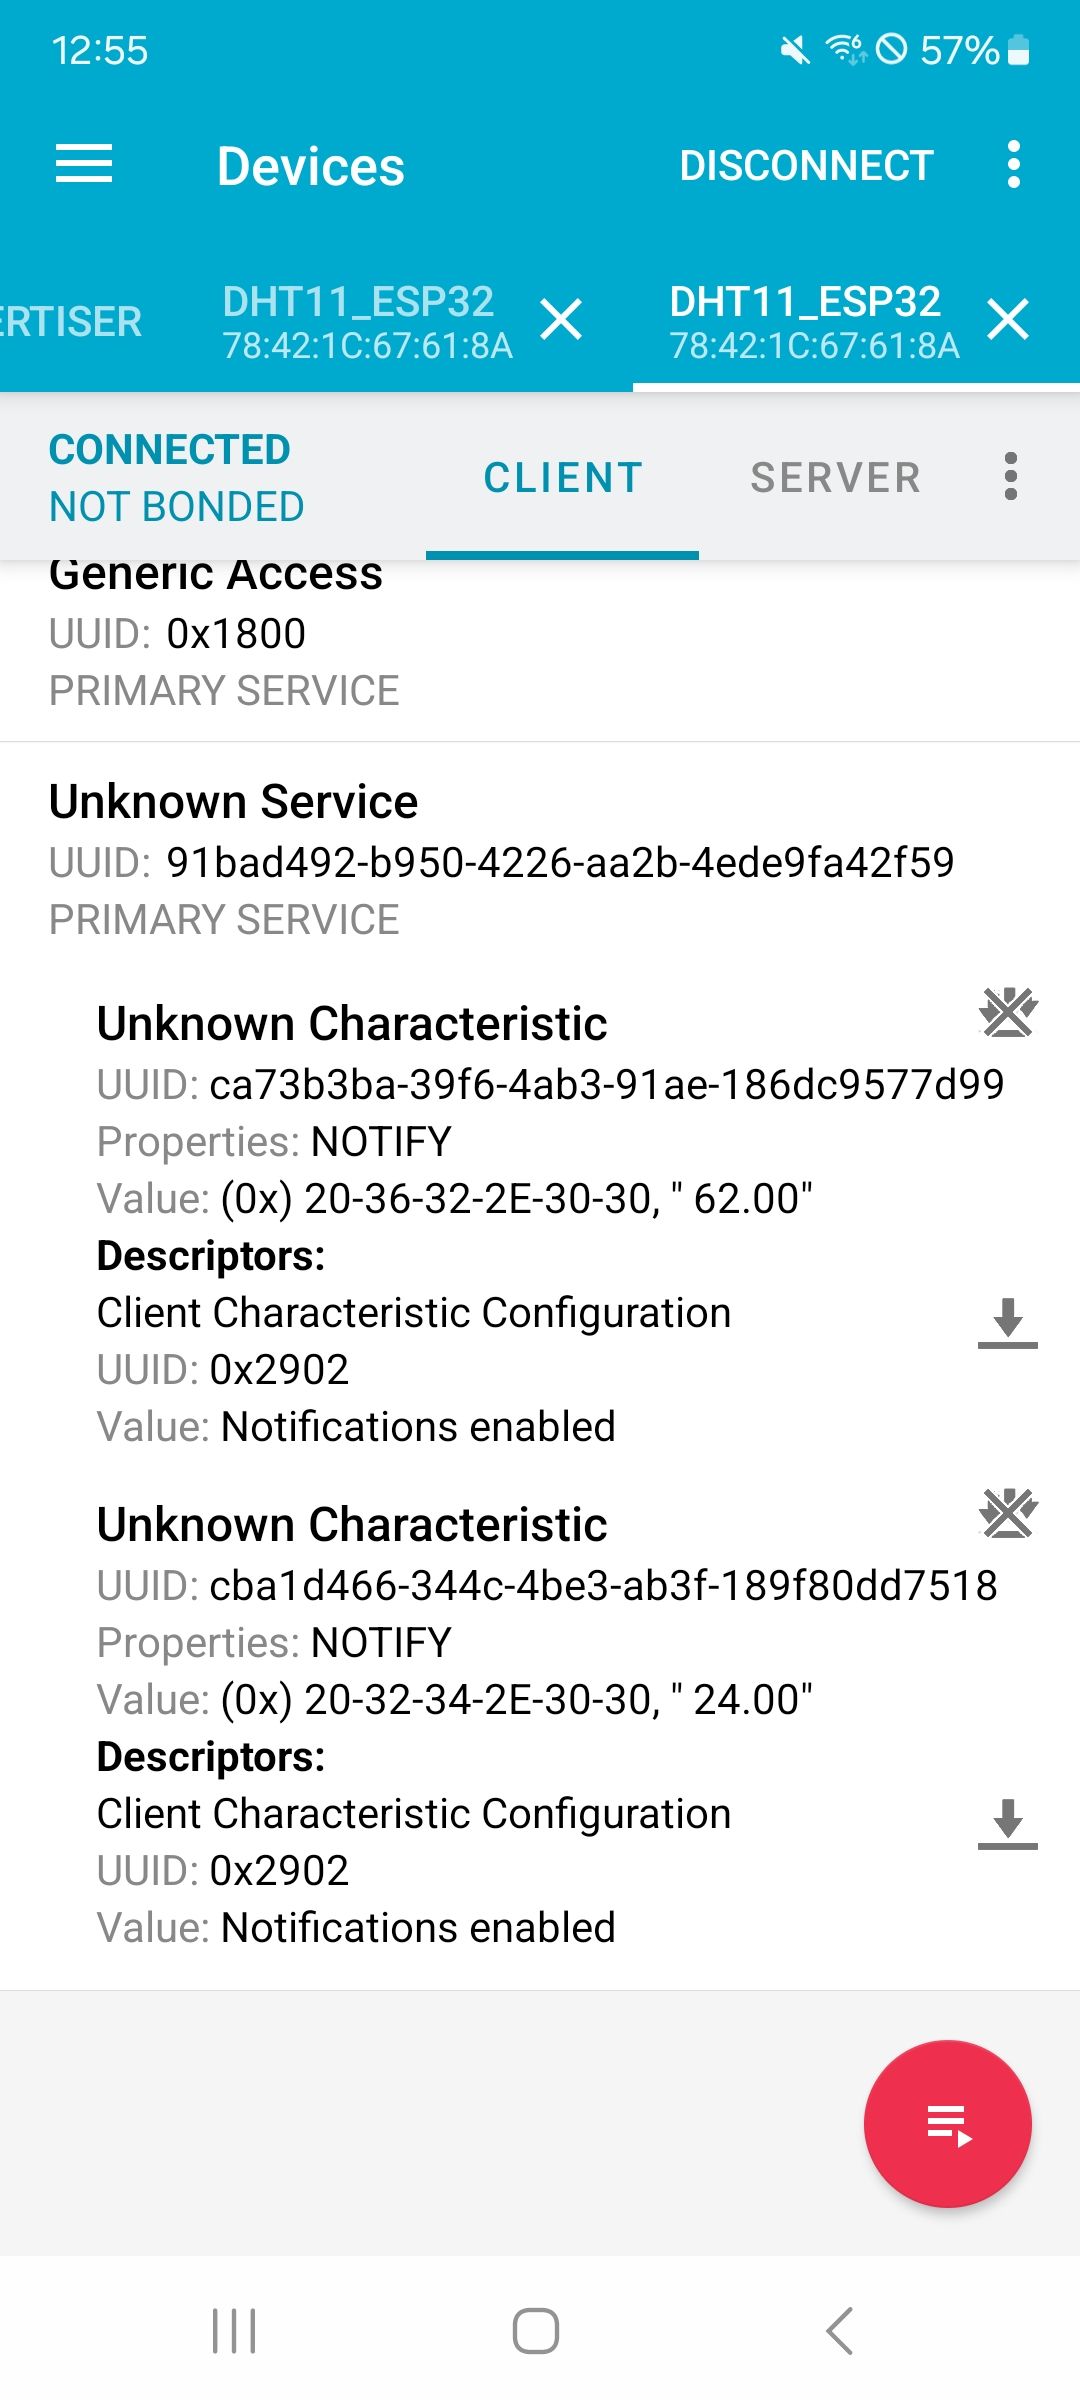 12:55
6 57%
Devices DISCONNECT
ERTISER DHT11_ESP32 DHT11_ESP32
78:42:1C:67:61:8A 78:42:1C:67:61:8A
CONNECTED
NOT BONDED
CLIENT SERVER
Generic Access
UUID: 0x1800
PRIMARY SERVICE
Unknown Service
UUID: 91bad492-b950-4226-aa2b-4ede9fa42f59
PRIMARY SERVICE
Unknown Characteristic
UUID: ca73b3ba-39f6-4ab3-91ae-186dc9577d99
Properties: NOTIFY
Value: (0x) 20-36-32-2E-30-30, " 62.00"
Descriptors:
Client Characteristic Configuration
UUID: 0x2902
Value: Notifications enabled
Unknown Characteristic
UUID: cba1d466-344c-4be3-ab3f-189f80dd7518
Properties: NOTIFY
Value: (0x) 20-32-34-2E-30-30, " 24.00"
Descriptors:
Client Characteristic Configuration
UUID: 0x2902
Value: Notifications enabled